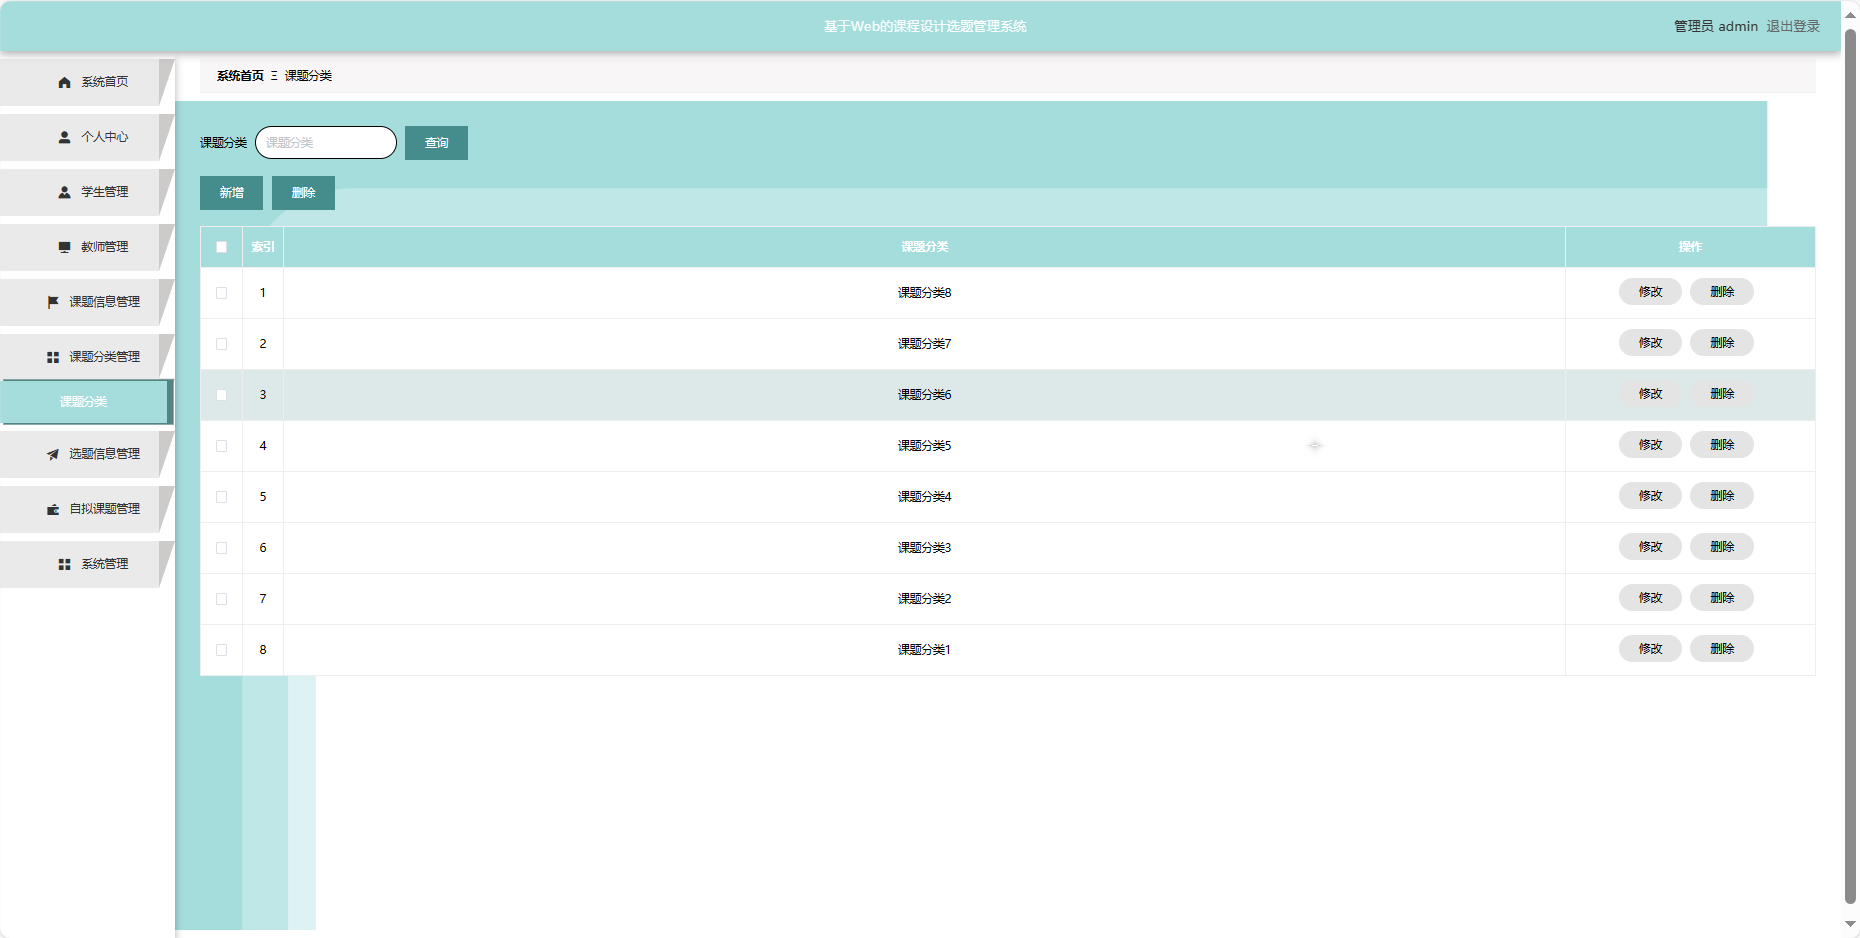 基于Web的课程设计选题管理系统
管理员 admin 退出登录
系统首页
个人中心
学生管理
教师管理
课题信息管理
课题分类管理
课题分类
选题信息管理
自拟课题管理
系统管理
系统首页 Ξ 课题分类
课题分类 课题分类 查询
新增 删除
索引 课题分类 操作
1 课题分类8 修改 删除
2 课题分类7 修改 删除
3 课题分类6 修改 删除
4 课题分类5 修改 删除
5 课题分类4 修改 删除
6 课题分类3 修改 删除
7 课题分类2 修改 删除
8 课题分类1 修改 删除